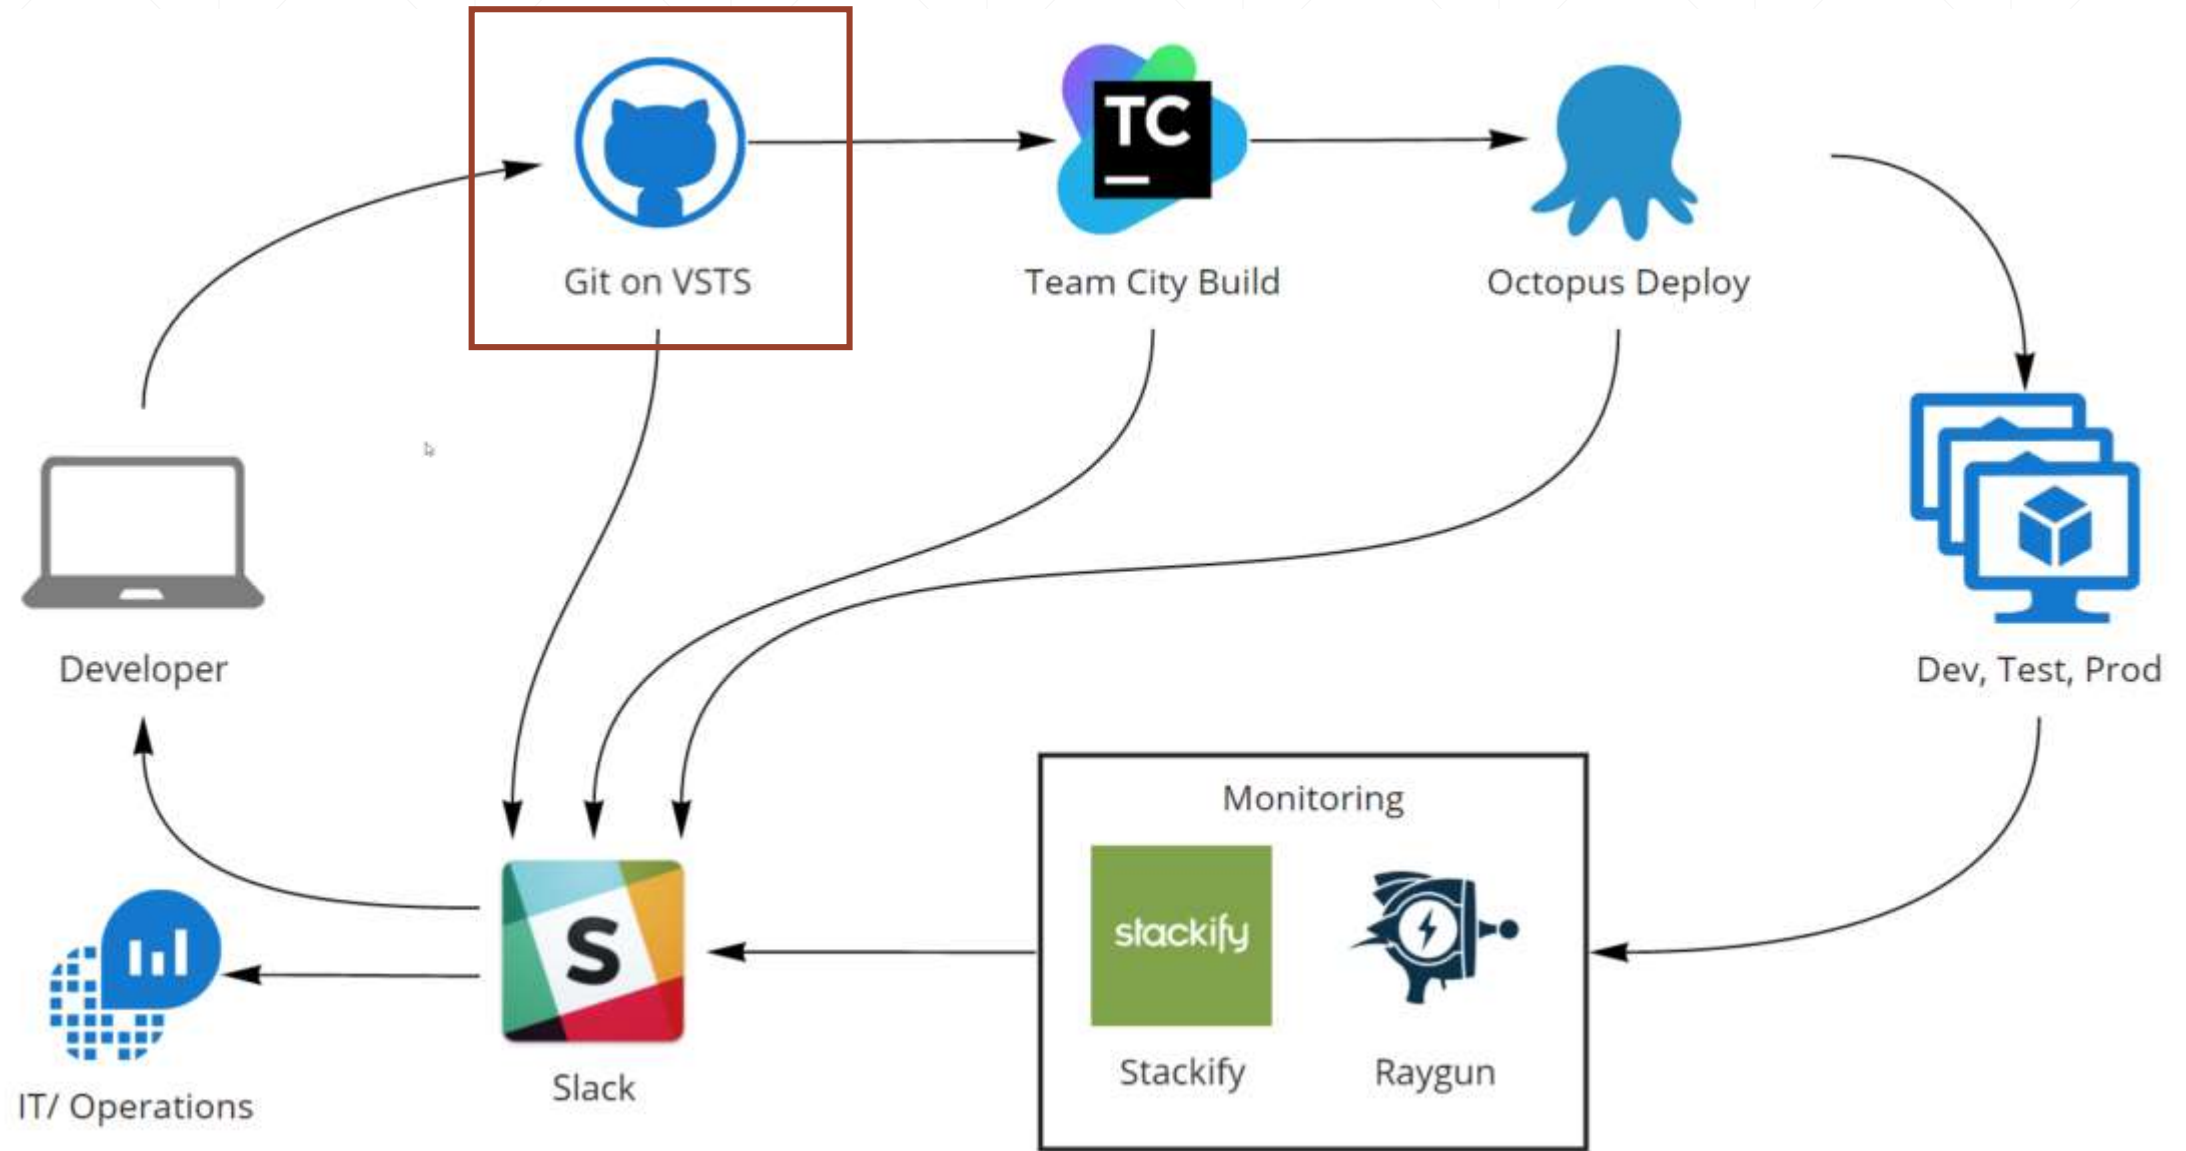 TC
Git on VSTS
Team City Build
Octopus Deploy
Developer
Dev, Test, Prod
Monitoring
stackify
S
Stackify
Raygun
Slack
IT/ Operations